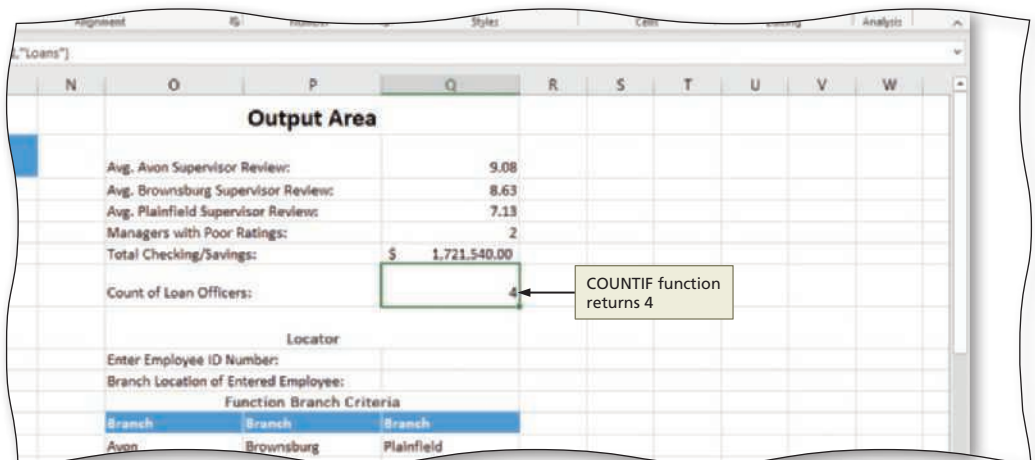 Alignment Number Styles Cells Editing Analysis
,"Loans")
N O P Q R S T U V W
Output Area
Avg. Avon Supervisor Review: 9.08
Avg. Brownsburg Supervisor Review: 8.63
Avg. Plainfield Supervisor Review: 7.13
Managers with Poor Ratings: 2
Total Checking/Savings: $ 1,721,540.00
Count of Loan Officers: 4
COUNTIF function
returns 4
Locator
Enter Employee ID Number:
Branch Location of Entered Employee:
Function Branch Criteria
Branch Branch Branch
Avon Brownsburg Plainfield